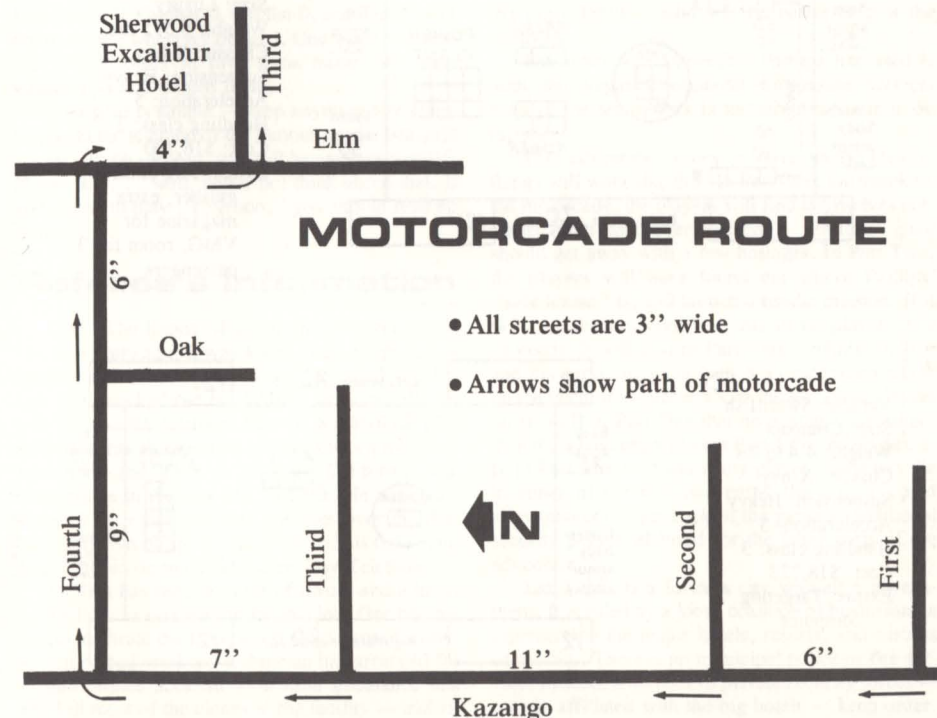 Sherwood
Excalibur
Hotel
Third
4’’
Elm
MOTORCADE ROUTE
6’’
• All streets are 3’’ wide
Oak
• Arrows show path of motorcade
N
Fourth
9’’
Third
Second
First
7’’
11’’
6’’
Kazango